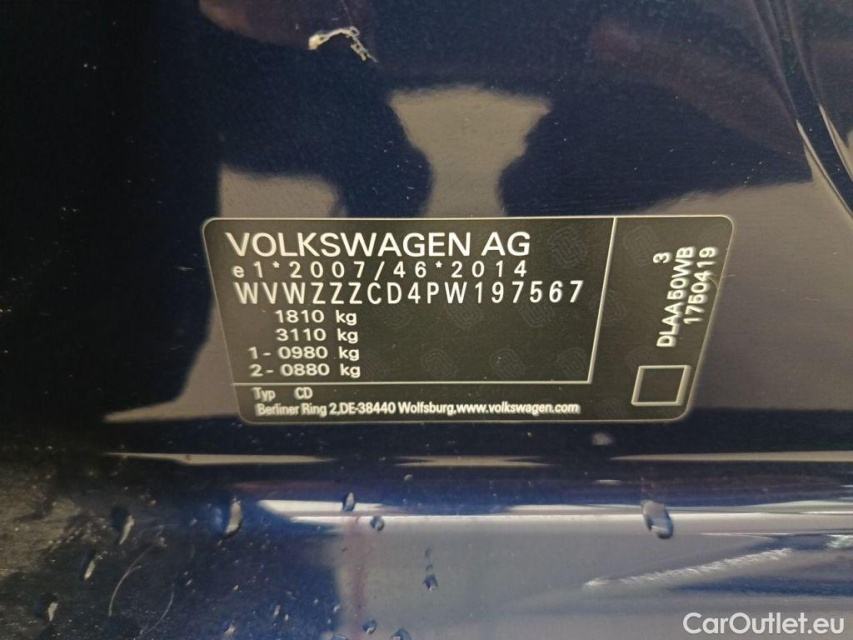 VOLKSWAGEN AG
e1*2007/46*2014
WVWZZZCD4PW197567
1810 kg
3110 kg
1- 0980 kg
2- 0880 kg
Typ CD
Berliner Ring 2,DE-38440 Wolfsburg,www.volkswagen.com
3
DLAA50WB
1750419
CarOutlet.eu